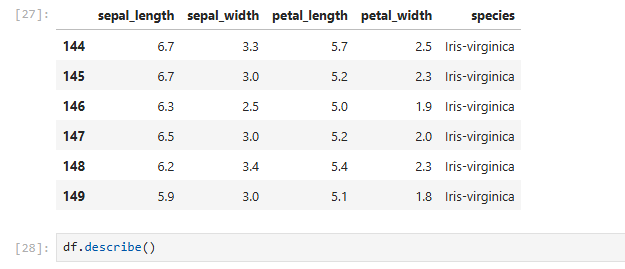 [27]: sepal_length sepal_width petal_length petal_width species
144 6.7 3.3 5.7 2.5 Iris-virginica
145 6.7 3.0 5.2 2.3 Iris-virginica
146 6.3 2.5 5.0 1.9 Iris-virginica
147 6.5 3.0 5.2 2.0 Iris-virginica
148 6.2 3.4 5.4 2.3 Iris-virginica
149 5.9 3.0 5.1 1.8 Iris-virginica
[28]: df.describe()